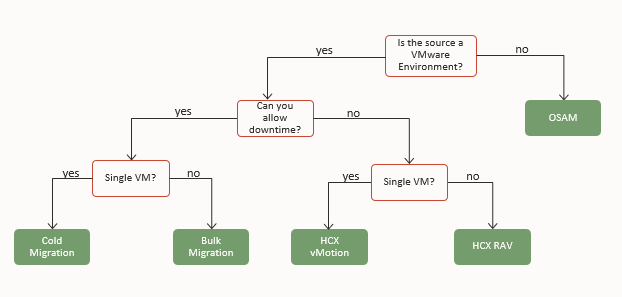 Is the source a
VMware
Environment?
yes
no
Can you
allow
downtime?
OSAM
yes
no
Single VM?
Single VM?
yes
no
yes
no
Cold
Migration
Bulk
Migration
HCX
vMotion
HCX RAV